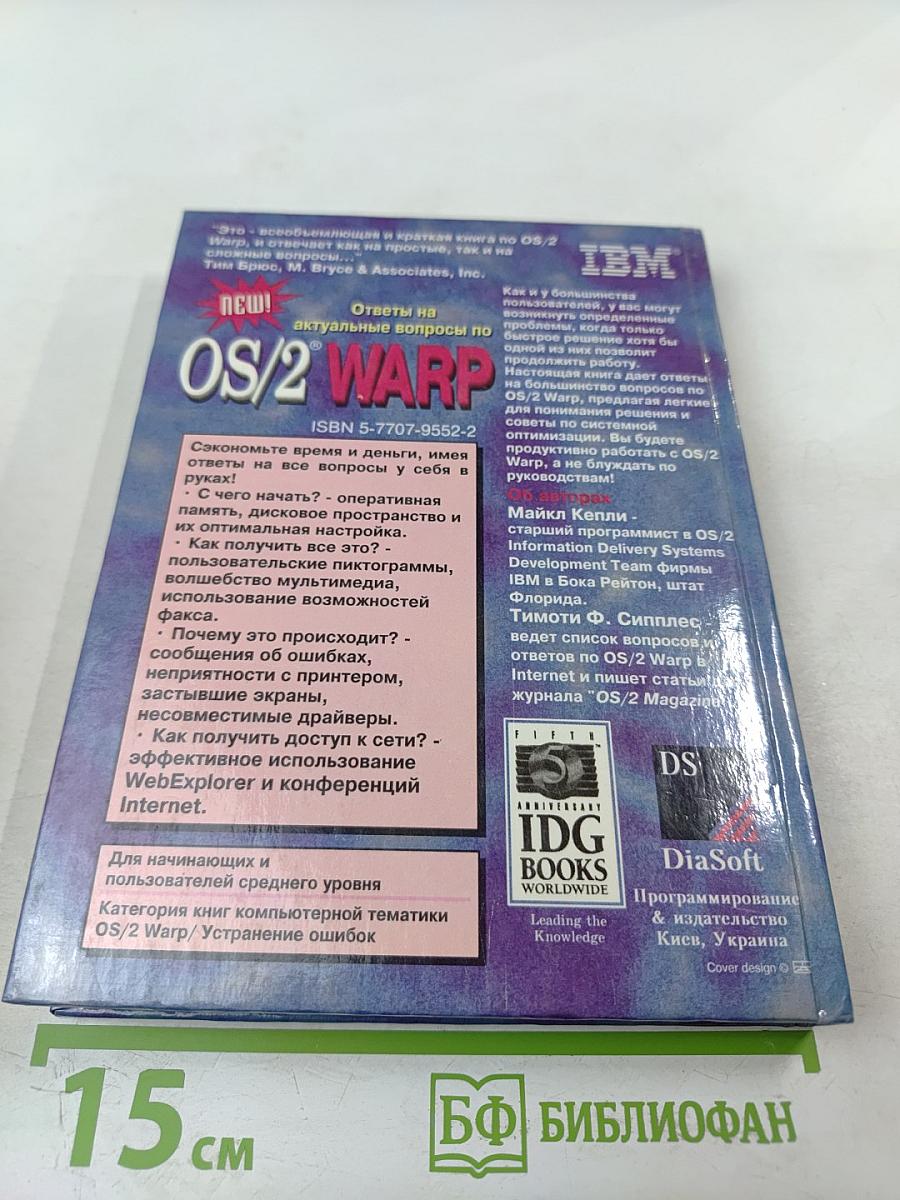 "Это - всеобъемлющая и краткая книга по OS/2
Warp, и отвечает как на простые, так и на
сложные вопросы..."
Тим Брюс, M. Bryce & Associates, Inc.
IBM®
NEW!
Ответы на
актуальные вопросы по
OS/2® WARP
ISBN 5-7707-9552-2
Сэкономьте время и деньги, имея
ответы на все вопросы у себя в
руках!
· С чего начать? - оперативная
память, дисковое пространство и
их оптимальная настройка.
· Как получить все это? -
пользовательские пиктограммы,
волшебство мультимедиа,
использование возможностей
факса.
· Почему это происходит? -
сообщения об ошибках,
неприятности с принтером,
застывшие экраны,
несовместимые драйверы.
· Как получить доступ к сети? -
эффективное использование
WebExplorer и конференций
Internet.
Для начинающих и
пользователей среднего уровня
Категория книг компьютерной тематики
OS/2 Warp/ Устранение ошибок
Как и у большинства
пользователей, у вас могут
возникнуть определенные
проблемы, когда только
быстрое решение хотя бы
одной из них позволит
продолжить работу.
Настоящая книга дает ответы
на большинство вопросов по
OS/2 Warp, предлагая легкие
для понимания решения и
советы по системной
оптимизации. Вы будете
продуктивно работать с OS/2
Warp, а не блуждать по
руководствам!
Об авторах
Майкл Кепли -
старший программист в OS/2
Information Delivery Systems
Development Team фирмы
IBM в Бока Рейтон, штат
Флорида.
Тимоти Ф. Сипплес
ведет список вопросов и
ответов по OS/2 Warp в
Internet и пишет статьи
журнала "OS/2 Magazine
FIFTH
5™
ANNIVERSARY
IDG
BOOKS
WORLDWIDE
Leading the
Knowledge
DS
DiaSoft
Программирование
& издательство
Киев, Украина
Cover design ©
15 см
БФ БИБЛИОФАН